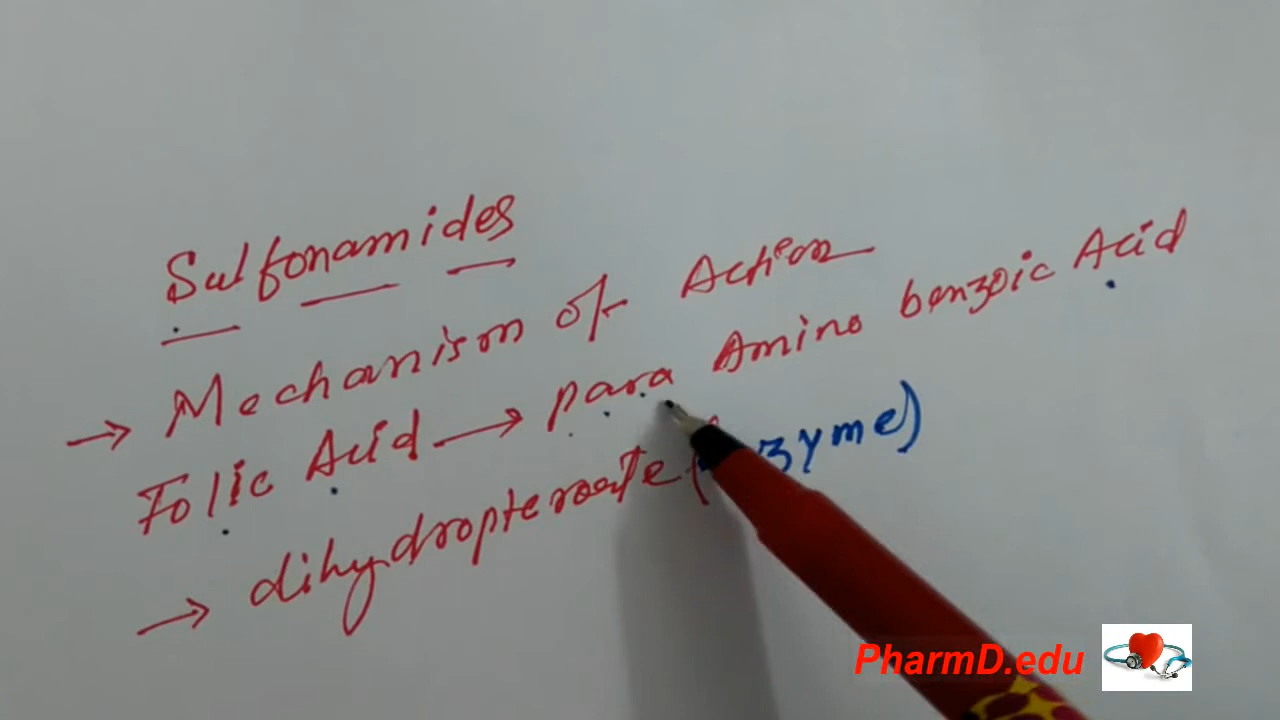 Sulfonamides
→ Mechanism of Action
Folic Acid → para Amino benzoic Acid
→ dihydropteroate (zyme)
PharmD.edu